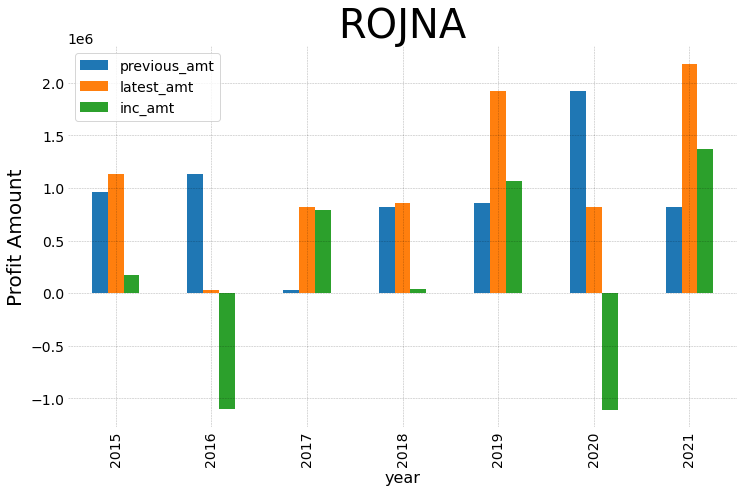 ROJNA
1e6
previous_amt
latest_amt
inc_amt
Profit Amount
2.0
1.5
1.0
0.5
0.0
−0.5
−1.0
2015 2016 2017 2018 2019 2020 2021
year